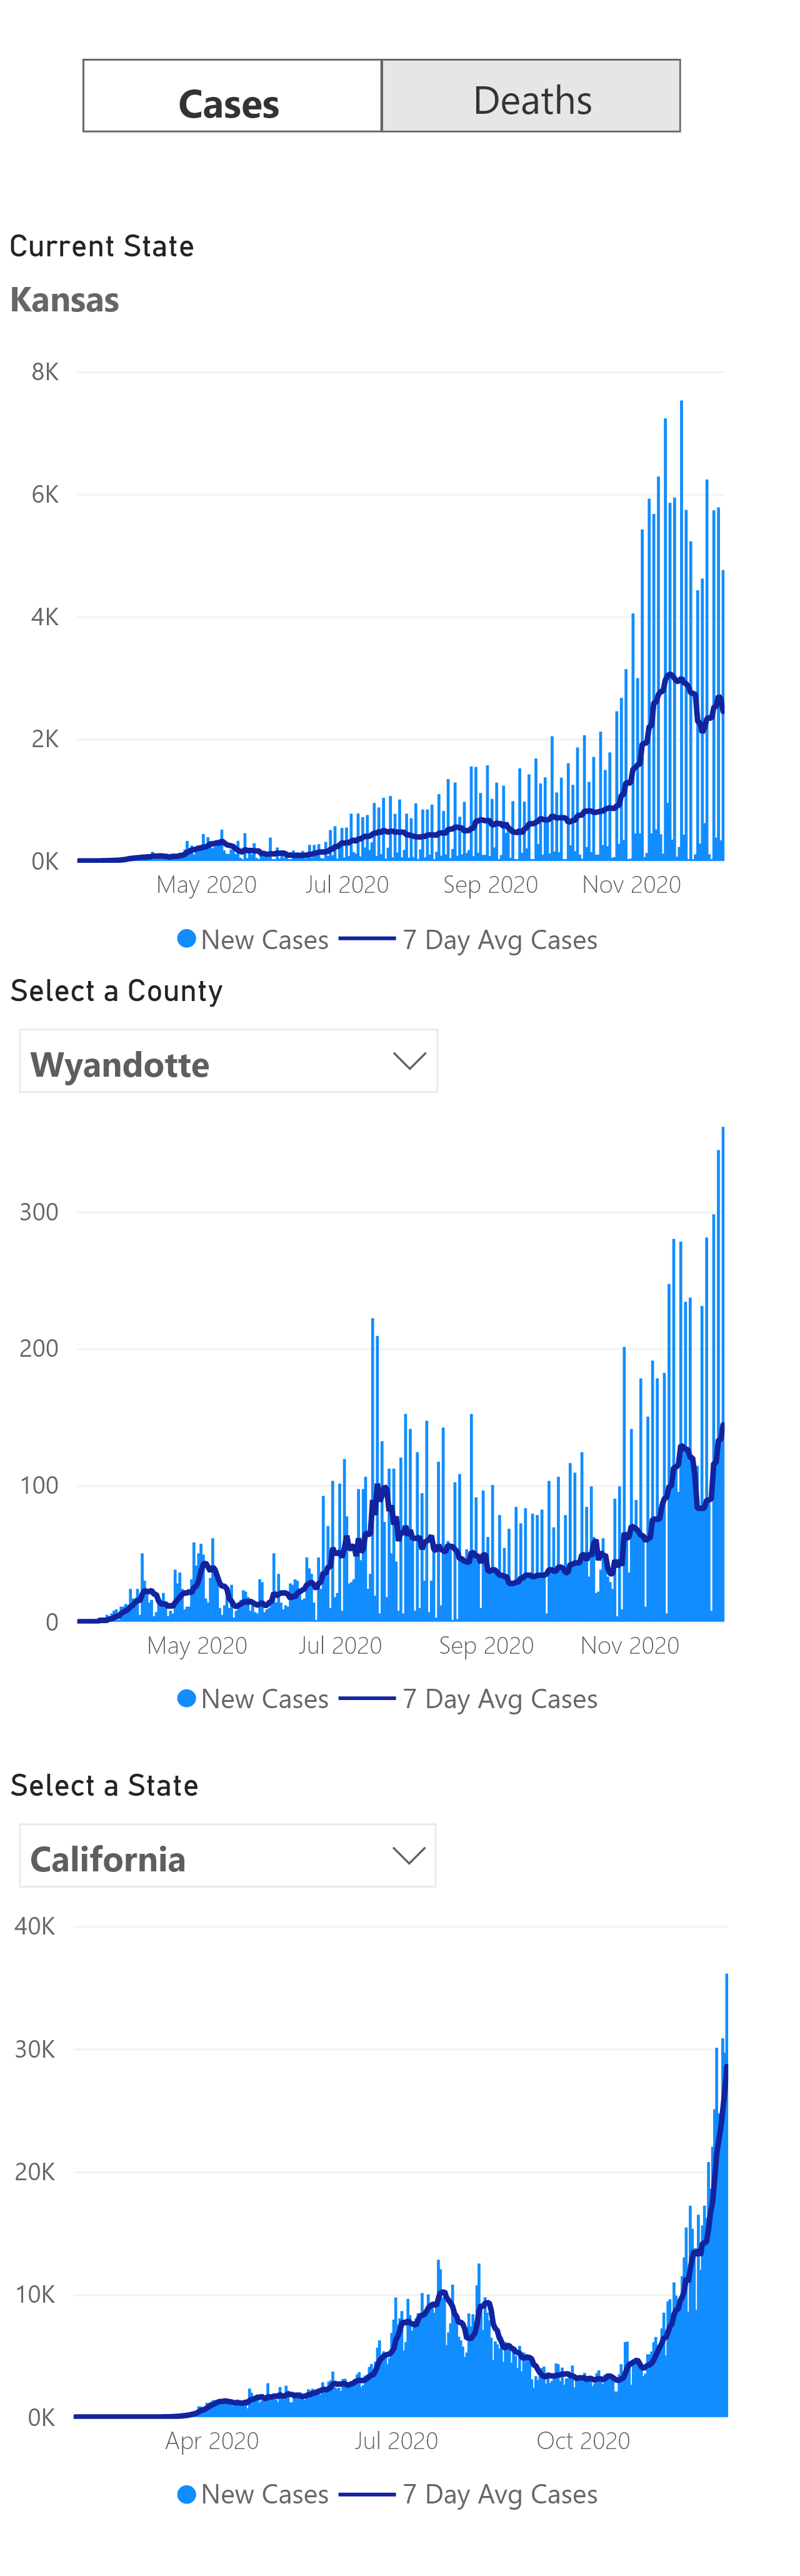 Cases Deaths
Current State
Kansas
8K
6K
4K
2K
0K
May 2020 Jul 2020 Sep 2020 Nov 2020
New Cases 7 Day Avg Cases
Select a County
Wyandotte
300
200
100
0
May 2020 Jul 2020 Sep 2020 Nov 2020
New Cases 7 Day Avg Cases
Select a State
California
40K
30K
20K
10K
0K
Apr 2020 Jul 2020 Oct 2020
New Cases 7 Day Avg Cases